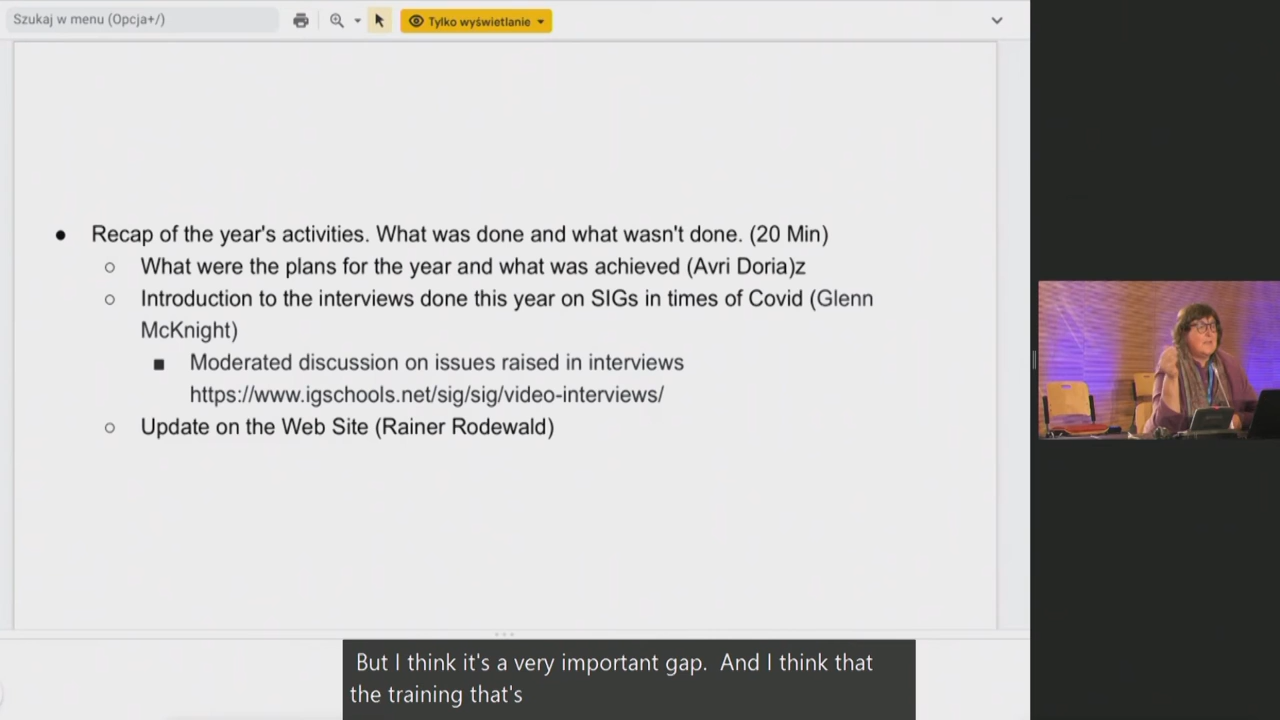 Szukaj w menu (Opcja+/)
Tylko wyświetlanie
● Recap of the year's activities. What was done and what wasn't done. (20 Min)
○ What were the plans for the year and what was achieved (Avri Doria)z
○ Introduction to the interviews done this year on SIGs in times of Covid (Glenn
McKnight)
■ Moderated discussion on issues raised in interviews
https://www.igschools.net/sig/sig/video-interviews/
○ Update on the Web Site (Rainer Rodewald)
But I think it's a very important gap.  And I think that
the training that's